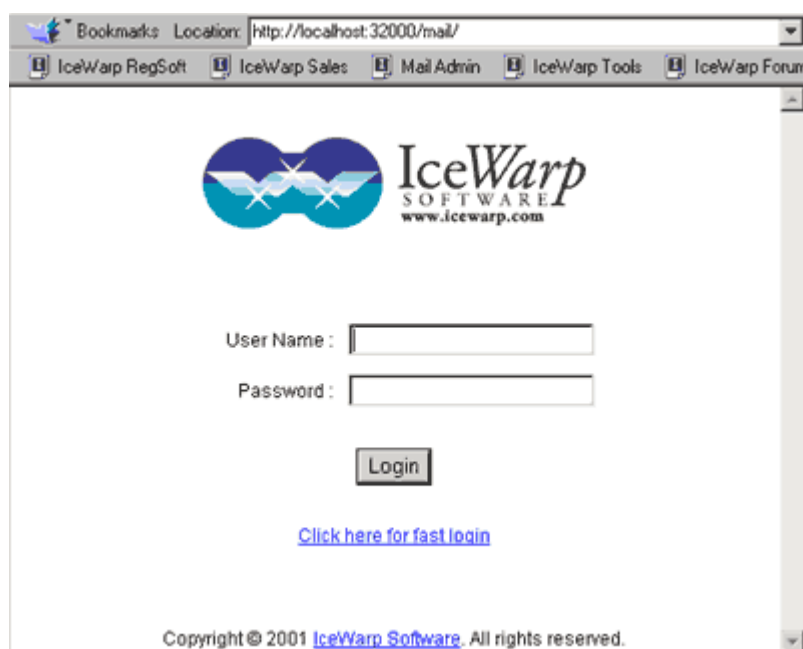 Bookmarks Location: http://localhost:32000/mail/
IceWarp RegSoft IceWarp Sales Mail Admin IceWarp Tools IceWarp Forum
IceWarp
SOFTWARE
www.icewarp.com
User Name :
Password :
Login
Click here for fast login
Copyright © 2001 IceWarp Software. All rights reserved.